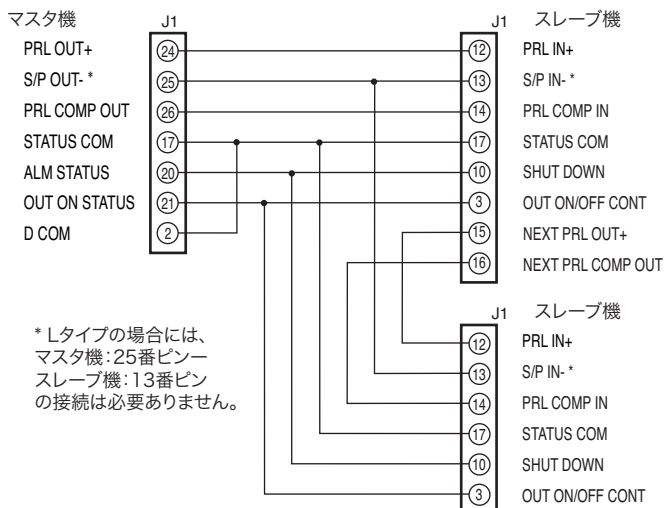 マスタ機 J1
PRL OUT+ 24
S/P OUT- * 25
PRL COMP OUT 26
STATUS COM 17
ALM STATUS 20
OUT ON STATUS 21
D COM 2
J1 スレーブ機
12 PRL IN+
13 S/P IN- *
14 PRL COMP IN
17 STATUS COM
10 SHUT DOWN
3 OUT ON/OFF CONT
15 NEXT PRL OUT+
16 NEXT PRL COMP OUT
* Lタイプの場合には、
マスタ機:25番ピンー
スレーブ機:13番ピン
の接続は必要ありません。
J1 スレーブ機
12 PRL IN+
13 S/P IN- *
14 PRL COMP IN
17 STATUS COM
10 SHUT DOWN
3 OUT ON/OFF CONT